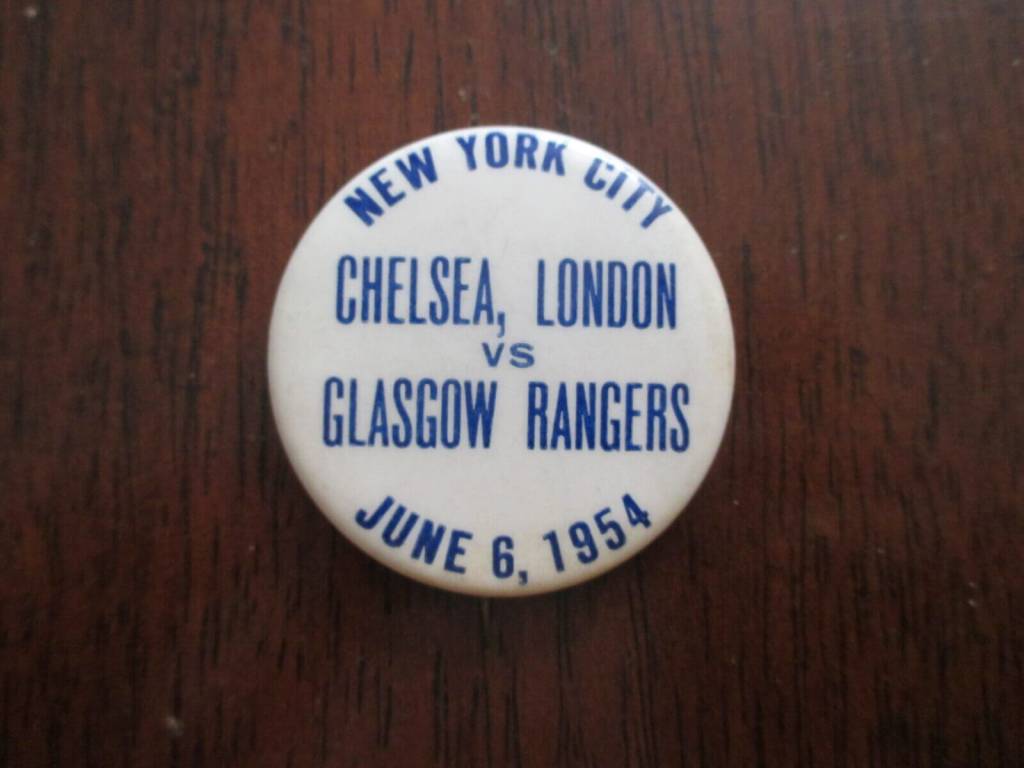 NEW YORK CITY
CHELSEA, LONDON
VS
GLASGOW RANGERS
JUNE 6, 1954